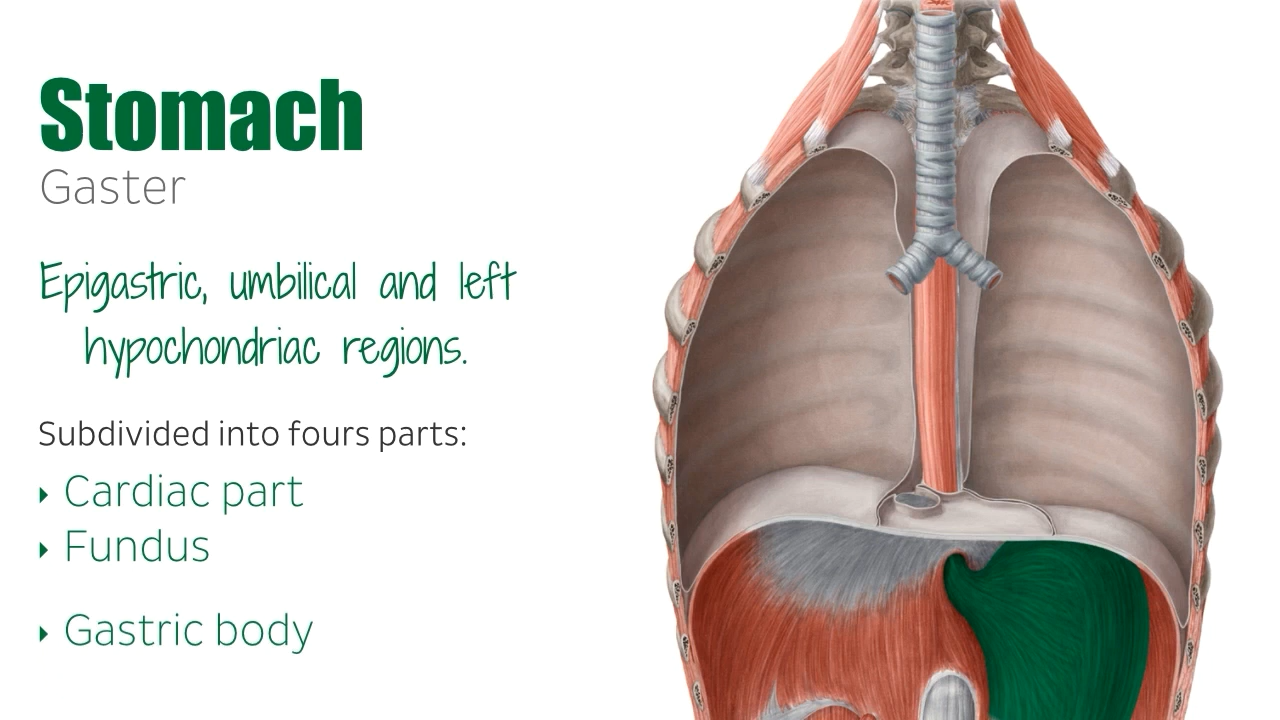 Stomach
Gaster
Epigastric, umbilical and left
hypochondriac regions.
Subdivided into fours parts:
Cardiac part
Fundus
Gastric body